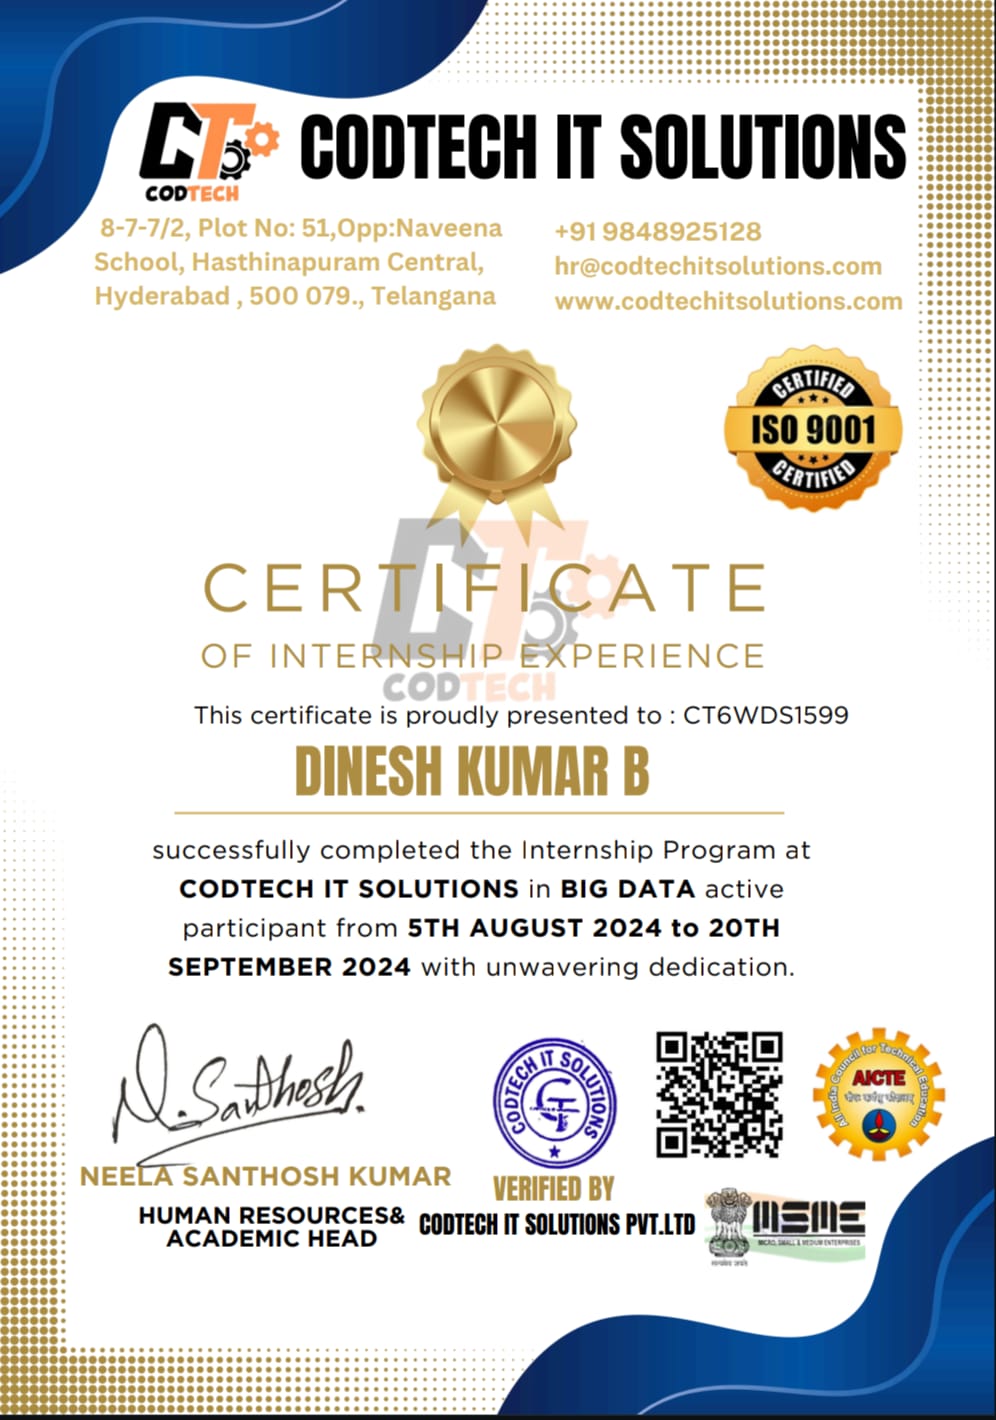 CT
CODTECH
CODTECH IT SOLUTIONS
8-7-7/2, Plot No: 51,Opp:Naveena
School, Hasthinapuram Central,
Hyderabad , 500 079., Telangana
+91 9848925128
hr@codtechitsolutions.com
www.codtechitsolutions.com
CERTIFIED
ISO 9001
CERTIFIED
CT
CERTIFICATE
OF INTERNSHIP EXPERIENCE
CODTECH
This certificate is proudly presented to : CT6WDS1599
DINESH KUMAR B
successfully completed the Internship Program at
CODTECH IT SOLUTIONS in BIG DATA active
participant from 5TH AUGUST 2024 to 20TH
SEPTEMBER 2024 with unwavering dedication.
N. Santhosh.
NEELA SANTHOSH KUMAR
HUMAN RESOURCES&
ACADEMIC HEAD
CODTECH IT SOLUTIONS
VERIFIED BY
CODTECH IT SOLUTIONS PVT.LTD
All India Council for Technical Education
AICTE
सत्यमेव जयते
MSME
MICRO, SMALL & MEDIUM ENTERPRISES